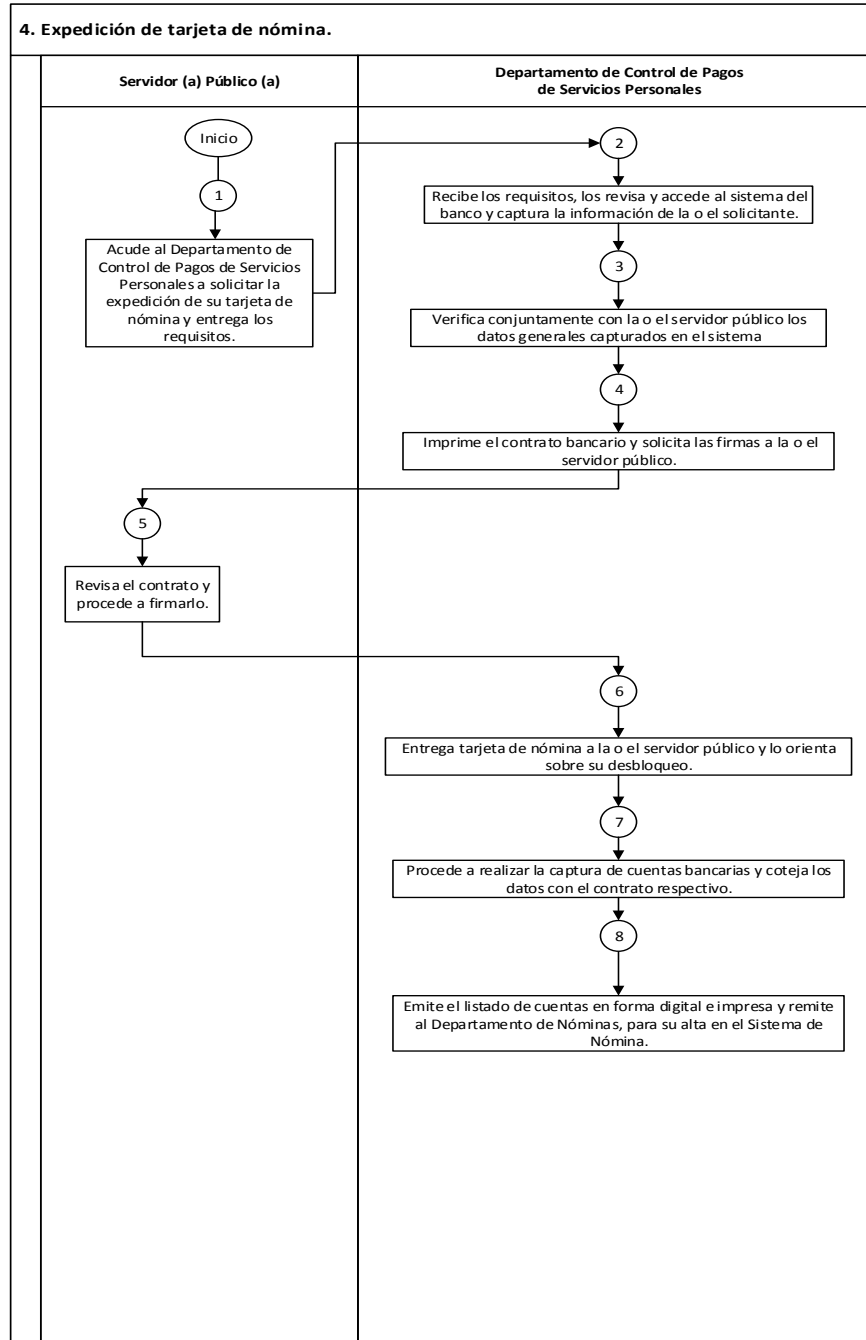 4. Expedición de tarjeta de nómina.
Servidor (a) Público (a)
Departamento de Control de Pagos
de Servicios Personales
Inicio
1
Acude al Departamento de
Control de Pagos de Servicios
Personales a solicitar la
expedición de su tarjeta de
nómina y entrega los
requisitos.
2
Recibe los requisitos, los revisa y accede al sistema del
banco y captura la información de la o el solicitante.
3
Verifica conjuntamente con la o el servidor público los
datos generales capturados en el sistema
4
Imprime el contrato bancario y solicita las firmas a la o el
servidor público.
5
Revisa el contrato y
procede a firmarlo.
6
Entrega tarjeta de nómina a la o el servidor público y lo orienta
sobre su desbloqueo.
7
Procede a realizar la captura de cuentas bancarias y coteja los
datos con el contrato respectivo.
8
Emite el listado de cuentas en forma digital e impresa y remite
al Departamento de Nóminas, para su alta en el Sistema de
Nómina.